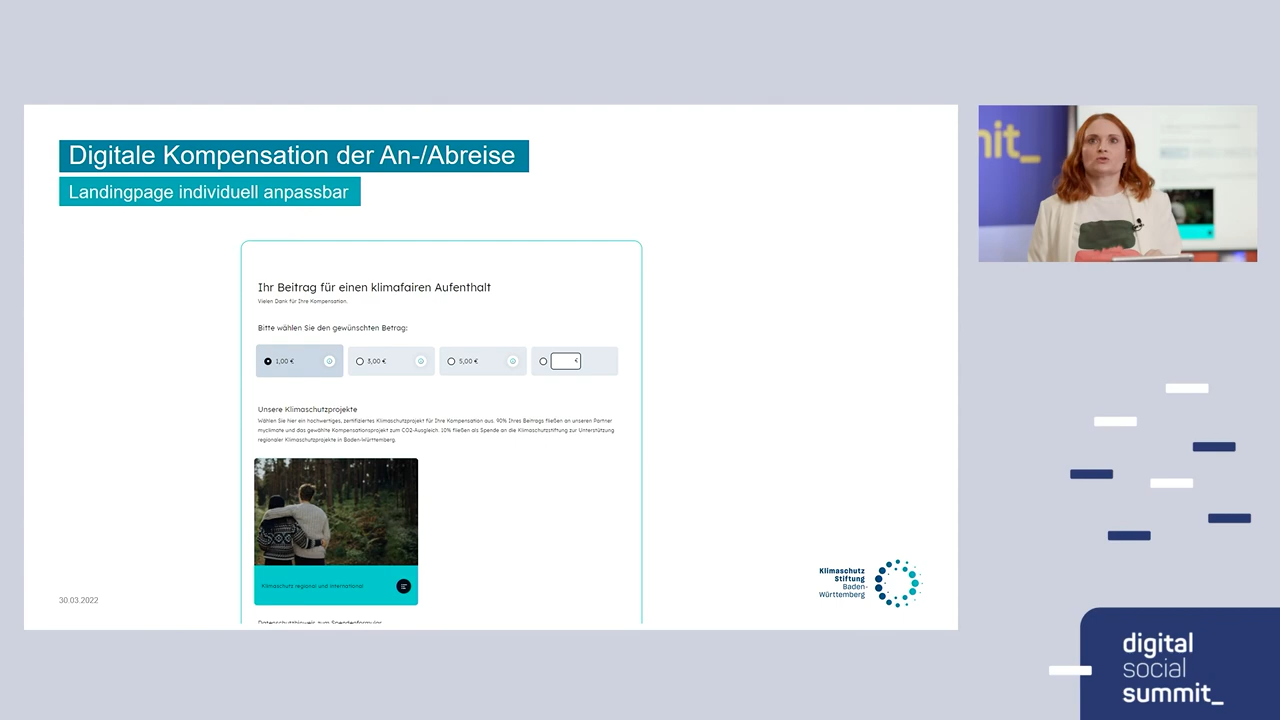 Digitale Kompensation der An-/Abreise
Landingpage individuell anpassbar
Ihr Beitrag für einen klimafairen Aufenthalt
Vielen Dank für Ihre Kompensation.
Bitte wählen Sie den gewünschten Betrag:
1,00 €
3,00 €
5,00 €
€
Unsere Klimaschutzprojekte
Wählen Sie hier ein hochwertiges, zertifiziertes Klimaschutzprojekt für Ihre Kompensation aus. 90% Ihres Beitrags fließen an unseren Partner
myclimate und das gewählte Kompensationsprojekt zum CO2-Ausgleich. 10% fließen als Spende an die Klimaschutzstiftung zur Unterstützung
regionaler Klimaschutzprojekte in Baden-Württemberg.
Klimaschutz regional und international
Datenschutzhinweis zum Spendenformular
30.03.2022
Klimaschutz
Stiftung
Baden-
Württemberg
nit_
digital
social
summit_